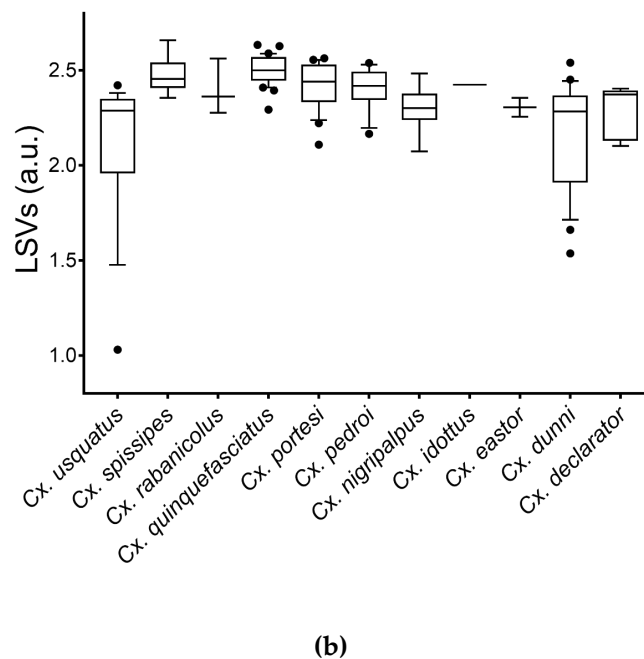 LSVs (a.u.)
2.5
2.0
1.5
1.0
Cx. usquatus
Cx. spissipes
Cx. rabanicolus
Cx. quinquefasciatus
Cx. portesi
Cx. pedroi
Cx. nigripalpus
Cx. idottus
Cx. eastor
Cx. dunni
Cx. declarator
(b)